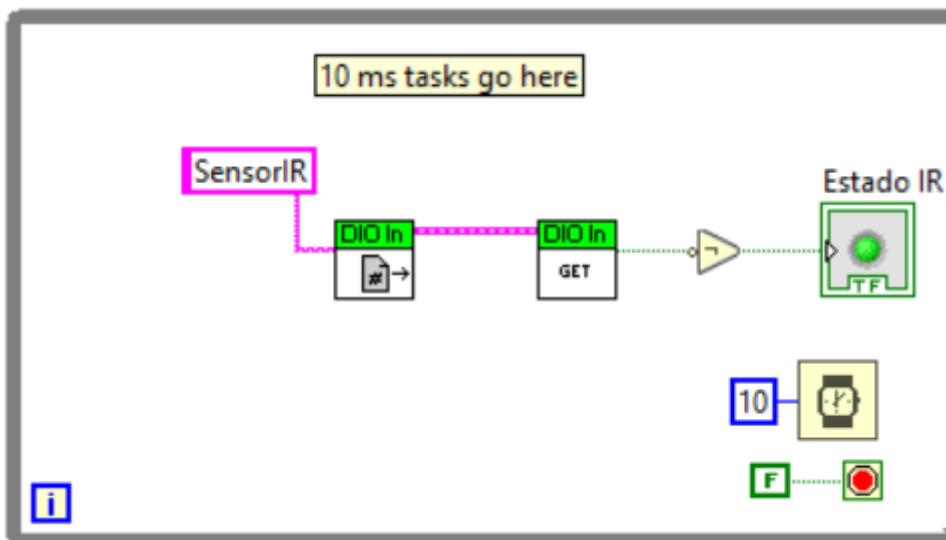 10 ms tasks go here
SensorIR
Estado IR
DIO In
DIO In
#
GET
TF
10
F
i